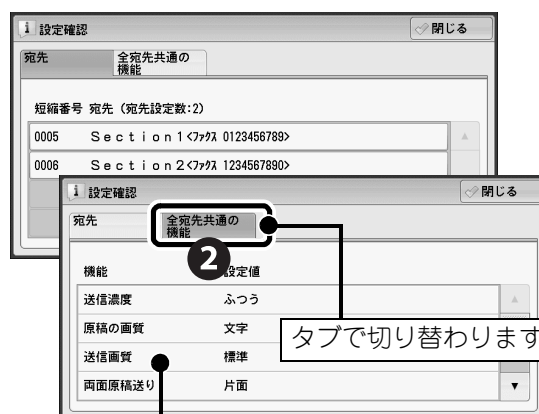 設定確認 閉じる
宛先 全宛先共通の
機能
短縮番号 宛先 (宛先設定数:2)
0005 Section1<ファクス 0123456789>
0006 Section2<ファクス 1234567890>
設定確認 閉じる
宛先 全宛先共通の
機能
2
機能 設定値
送信濃度 ふつう
原稿の画質 文字
タブで切り替わります
送信画質 標準
両面原稿送り 片面